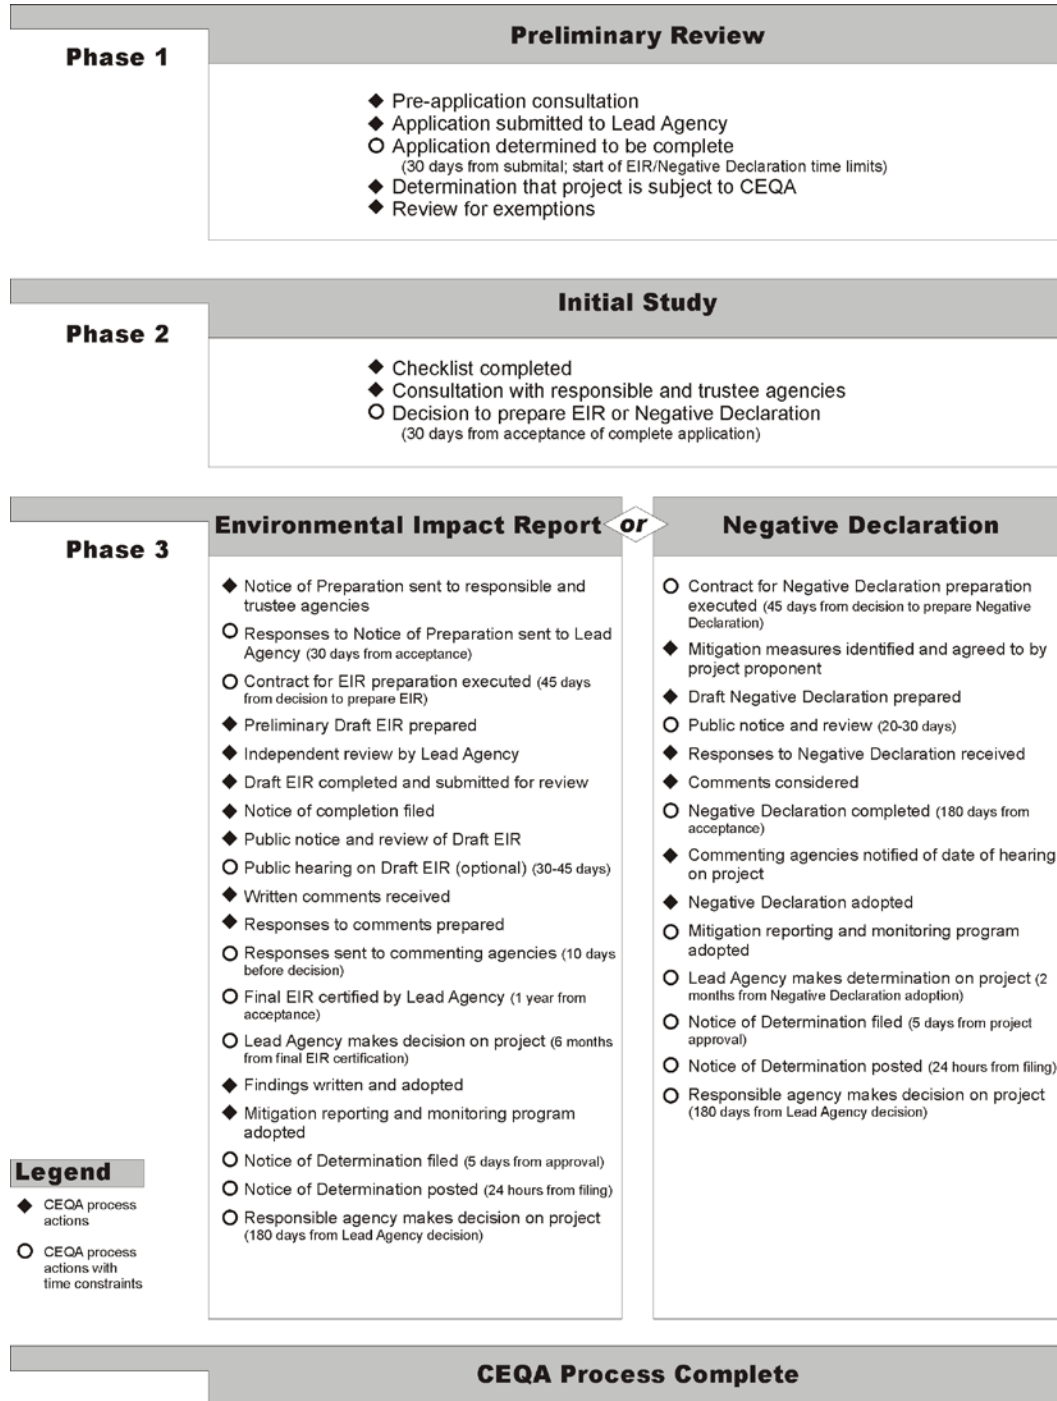 Preliminary Review
Phase 1
Pre-application consultation
Application submitted to Lead Agency
Application determined to be complete
(30 days from submital; start of EIR/Negative Declaration time limits)
Determination that project is subject to CEQA
Review for exemptions
Initial Study
Phase 2
Checklist completed
Consultation with responsible and trustee agencies
Decision to prepare EIR or Negative Declaration
(30 days from acceptance of complete application)
Environmental Impact Report
or
Negative Declaration
Phase 3
Notice of Preparation sent to responsible and
trustee agencies
Responses to Notice of Preparation sent to Lead
Agency (30 days from acceptance)
Contract for EIR preparation executed (45 days
from decision to prepare EIR)
Preliminary Draft EIR prepared
Independent review by Lead Agency
Draft EIR completed and submitted for review
Notice of completion filed
Public notice and review of Draft EIR
Public hearing on Draft EIR (optional) (30-45 days)
Written comments received
Responses to comments prepared
Responses sent to commenting agencies (10 days
before decision)
Final EIR certified by Lead Agency (1 year from
acceptance)
Lead Agency makes decision on project (6 months
from final EIR certification)
Findings written and adopted
Mitigation reporting and monitoring program
adopted
Notice of Determination filed (5 days from approval)
Notice of Determination posted (24 hours from filing)
Responsible agency makes decision on project
(180 days from Lead Agency decision)
Contract for Negative Declaration preparation
executed (45 days from decision to prepare Negative
Declaration)
Mitigation measures identified and agreed to by
project proponent
Draft Negative Declaration prepared
Public notice and review (20-30 days)
Responses to Negative Declaration received
Comments considered
Negative Declaration completed (180 days from
acceptance)
Commenting agencies notified of date of hearing
on project
Negative Declaration adopted
Mitigation reporting and monitoring program
adopted
Lead Agency makes determination on project (2
months from Negative Declaration adoption)
Notice of Determination filed (5 days from project
approval)
Notice of Determination posted (24 hours from filing)
Responsible agency makes decision on project
(180 days from Lead Agency decision)
Legend
CEQA process
actions
CEQA process
actions with
time constraints
CEQA Process Complete